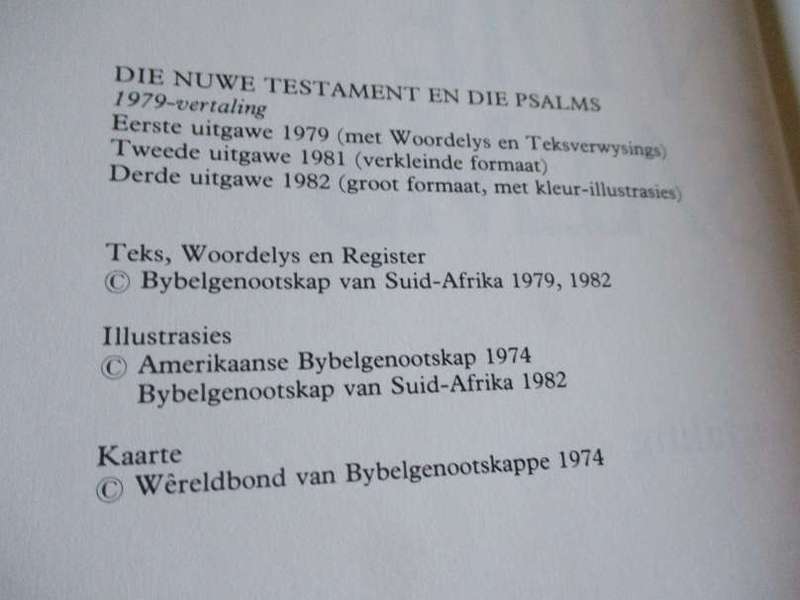 DIE NUWE TESTAMENT EN DIE PSALMS
1979-vertaling
Eerste uitgawe 1979 (met Woordelys en Teksverwysings)
Tweede uitgawe 1981 (verkleinde formaat)
Derde uitgawe 1982 (groot formaat, met kleur-illustrasies)
Teks, Woordelys en Register
© Bybelgenootskap van Suid-Afrika 1979, 1982
Illustrasies
© Amerikaanse Bybelgenootskap 1974
Bybelgenootskap van Suid-Afrika 1982
Kaarte
© Wêreldbond van Bybelgenootskappe 1974